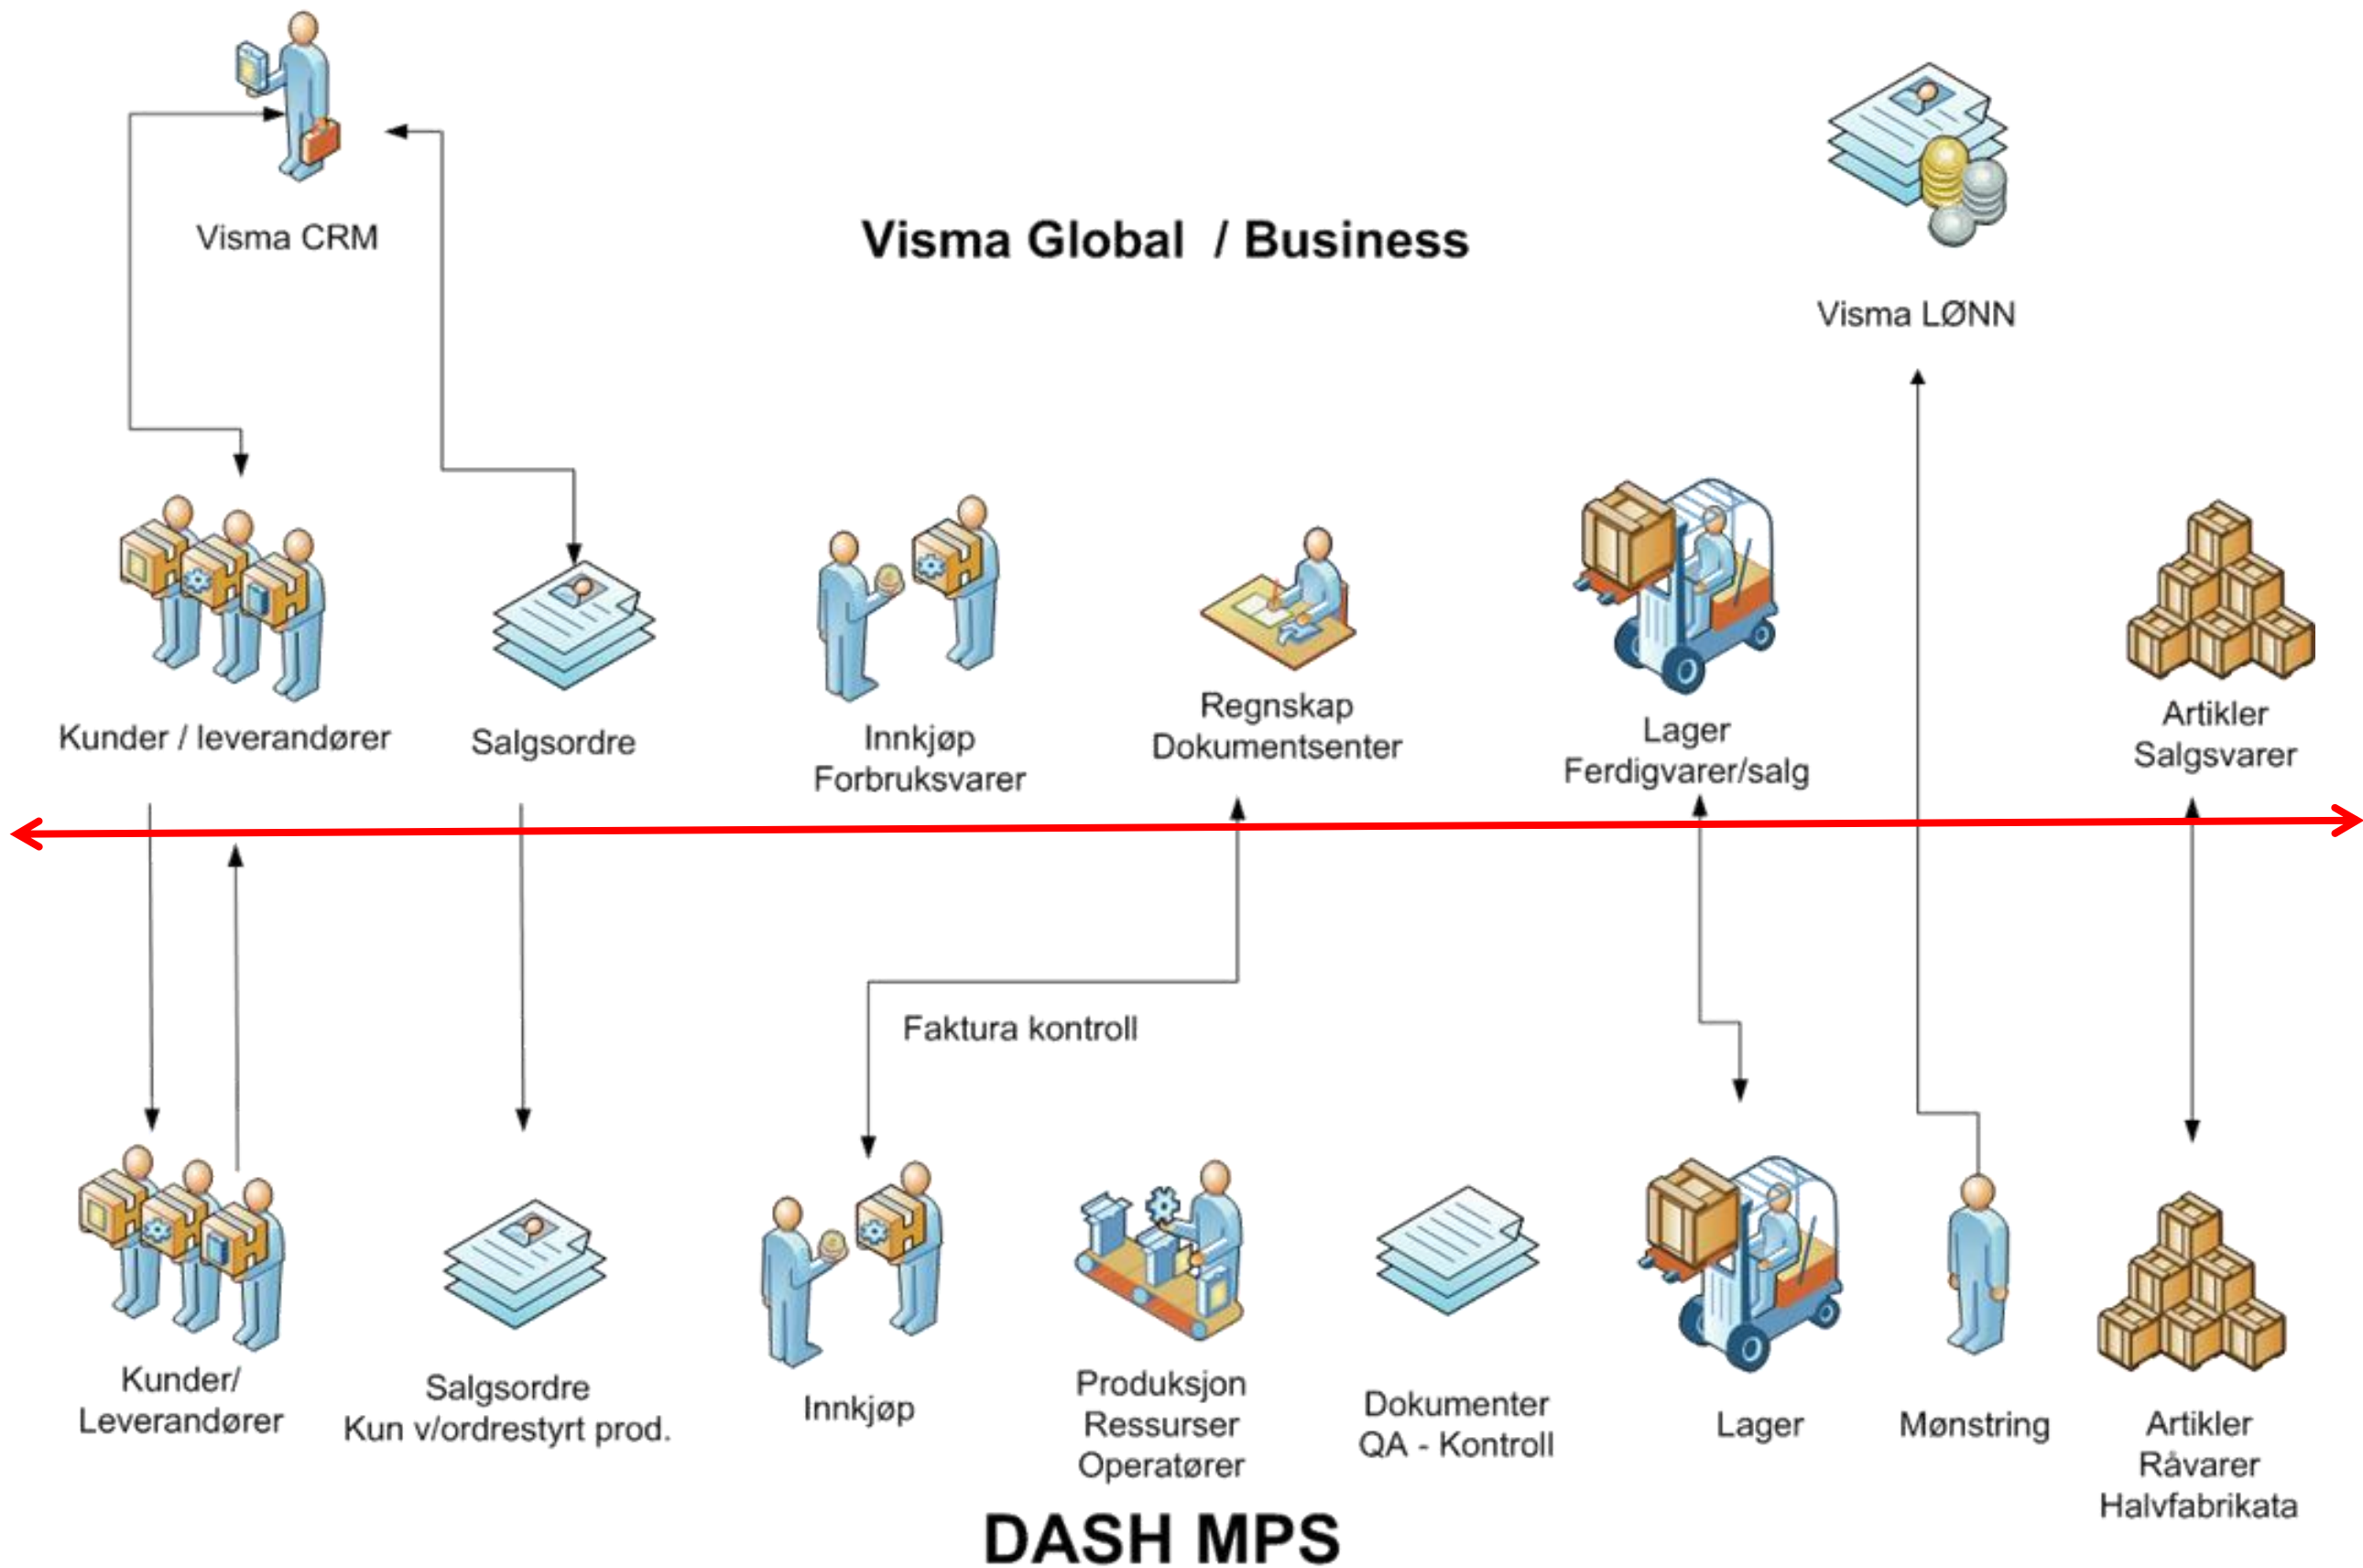 Visma CRM
Visma Global / Business
Visma LØNN
Kunder / leverandører
Salgsordre
Innkjøp
Forbruksvarer
Regnskap
Dokumentsenter
Lager
Ferdigvarer/salg
Artikler
Salgsvarer
Faktura kontroll
Kunder/
Leverandører
Salgsordre
Kun v/ordrestyrt prod.
Innkjøp
Produksjon
Ressurser
Operatører
Dokumenter
QA - Kontroll
Lager
Mønstring
Artikler
Råvarer
Halvfabrikata
DASH MPS